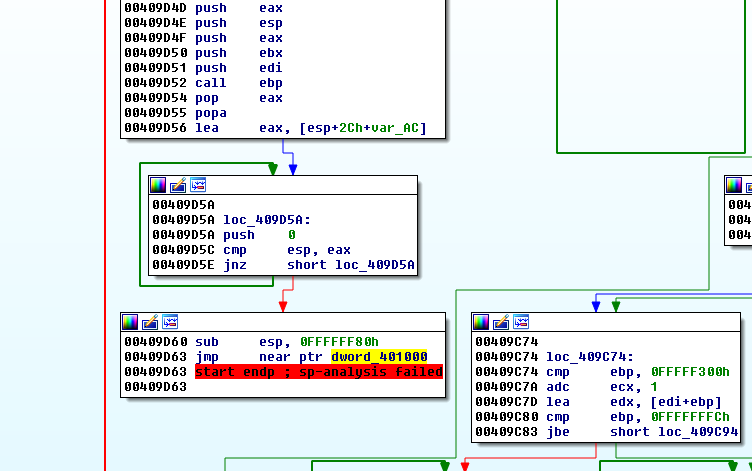 00409D4D push eax
00409D4E push esp
00409D4F push eax
00409D50 push ebx
00409D51 push edi
00409D52 call ebp
00409D54 pop eax
00409D55 popa
00409D56 lea eax, [esp+2Ch+var_AC]
00409D5A
00409D5A loc_409D5A:
00409D5A push 0
00409D5C cmp esp, eax
00409D5E jnz short loc_409D5A
00409D60 sub esp, 0FFFFFF80h
00409D63 jmp near ptr dword_401000
00409D63 start endp ; sp-analysis failed
00409D63
00409C74
00409C74 loc_409C74:
00409C74 cmp ebp, 0FFFFF300h
00409C7A adc ecx, 1
00409C7D lea edx, [edi+ebp]
00409C80 cmp ebp, 0FFFFFFFCh
00409C83 jbe short loc_409C94
004
004
004